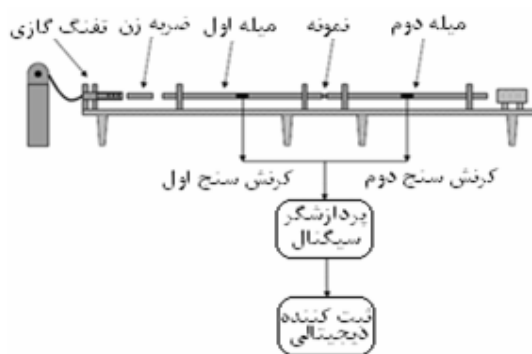 تفنگ گازی
ضربه زن
میله اول
نمونه
میله دوم
کرنش سنج اول
کرنش سنج دوم
پردازشگر
سیگنال
ثبت کننده
دیجیتالی